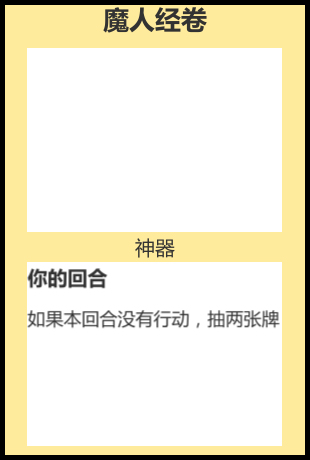 魔人经卷
神器
你的回合
如果本回合没有行动，抽两张牌